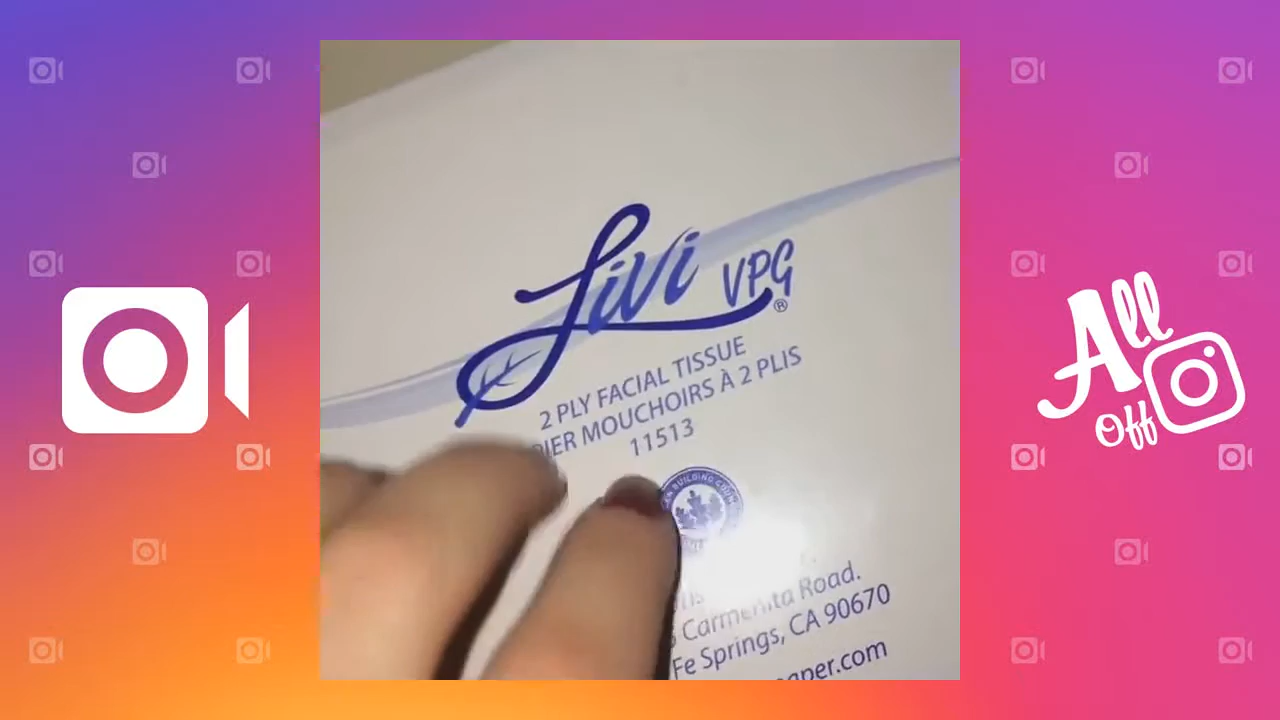 Livi VPG®
2 PLY FACIAL TISSUE
MOUCHOIRS À 2 PLIS
11513
BUILDING
Carmenita Road.
Fe Springs, CA 90670
aper.com
All
Off